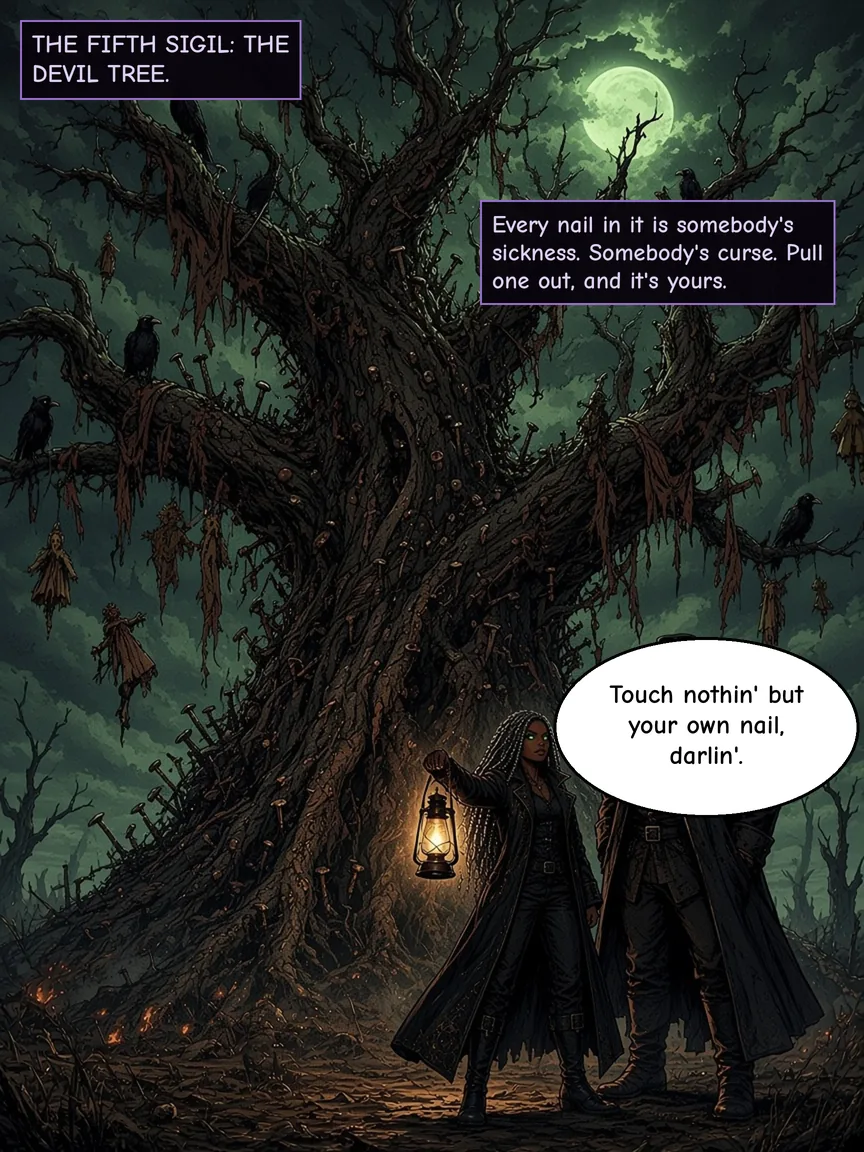 THE FIFTH SIGIL: THE
DEVIL TREE.
Every nail in it is somebody's
sickness. Somebody's curse. Pull
one out, and it's yours.
Touch nothin' but
your own nail,
darlin'.